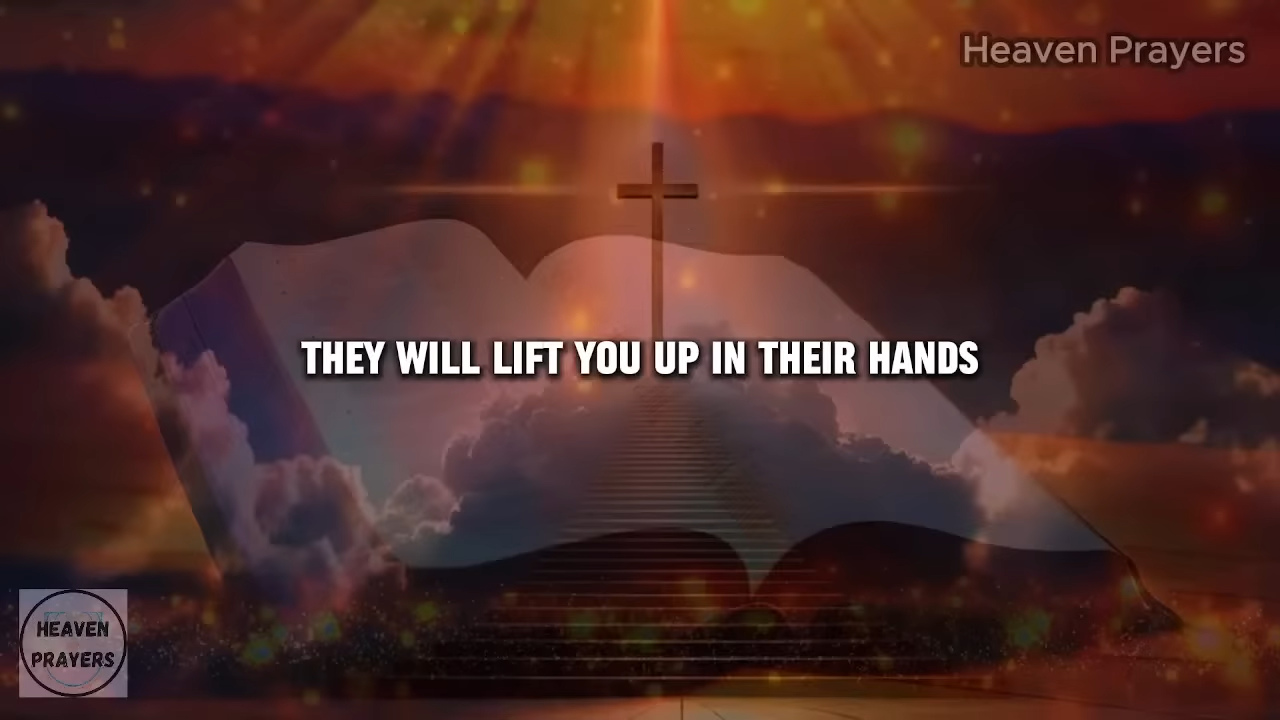 Heaven Prayers
THEY WILL LIFT YOU UP IN THEIR HANDS
HEAVEN
PRAYERS